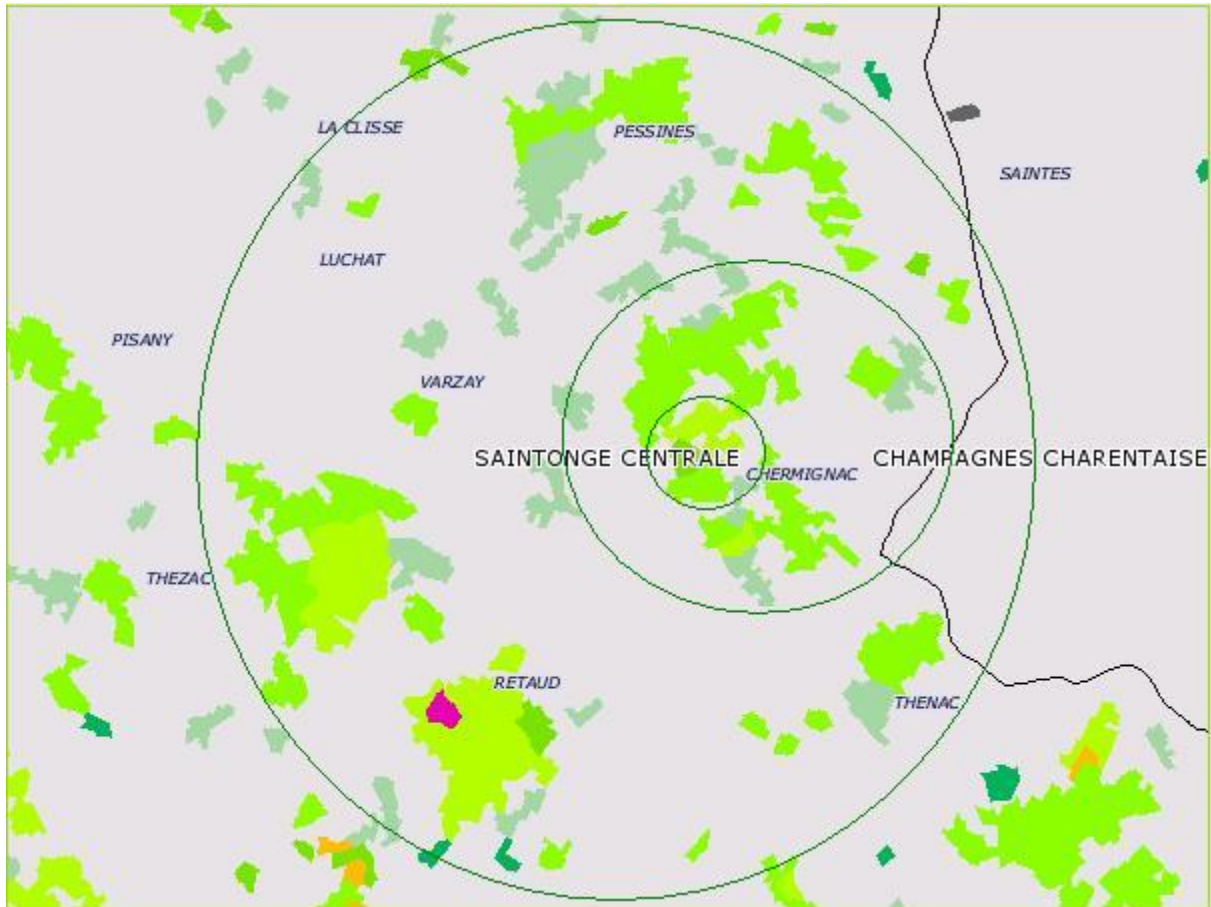 LA CLISSE
PESSINES
SAINTES
LUCHAT
PISANY
VARZAY
SAINTONGE CENTRALE
CHAMPAGNES CHARENTAISE
CHERMIGNAC
THEZAC
RETAUD
THENAC